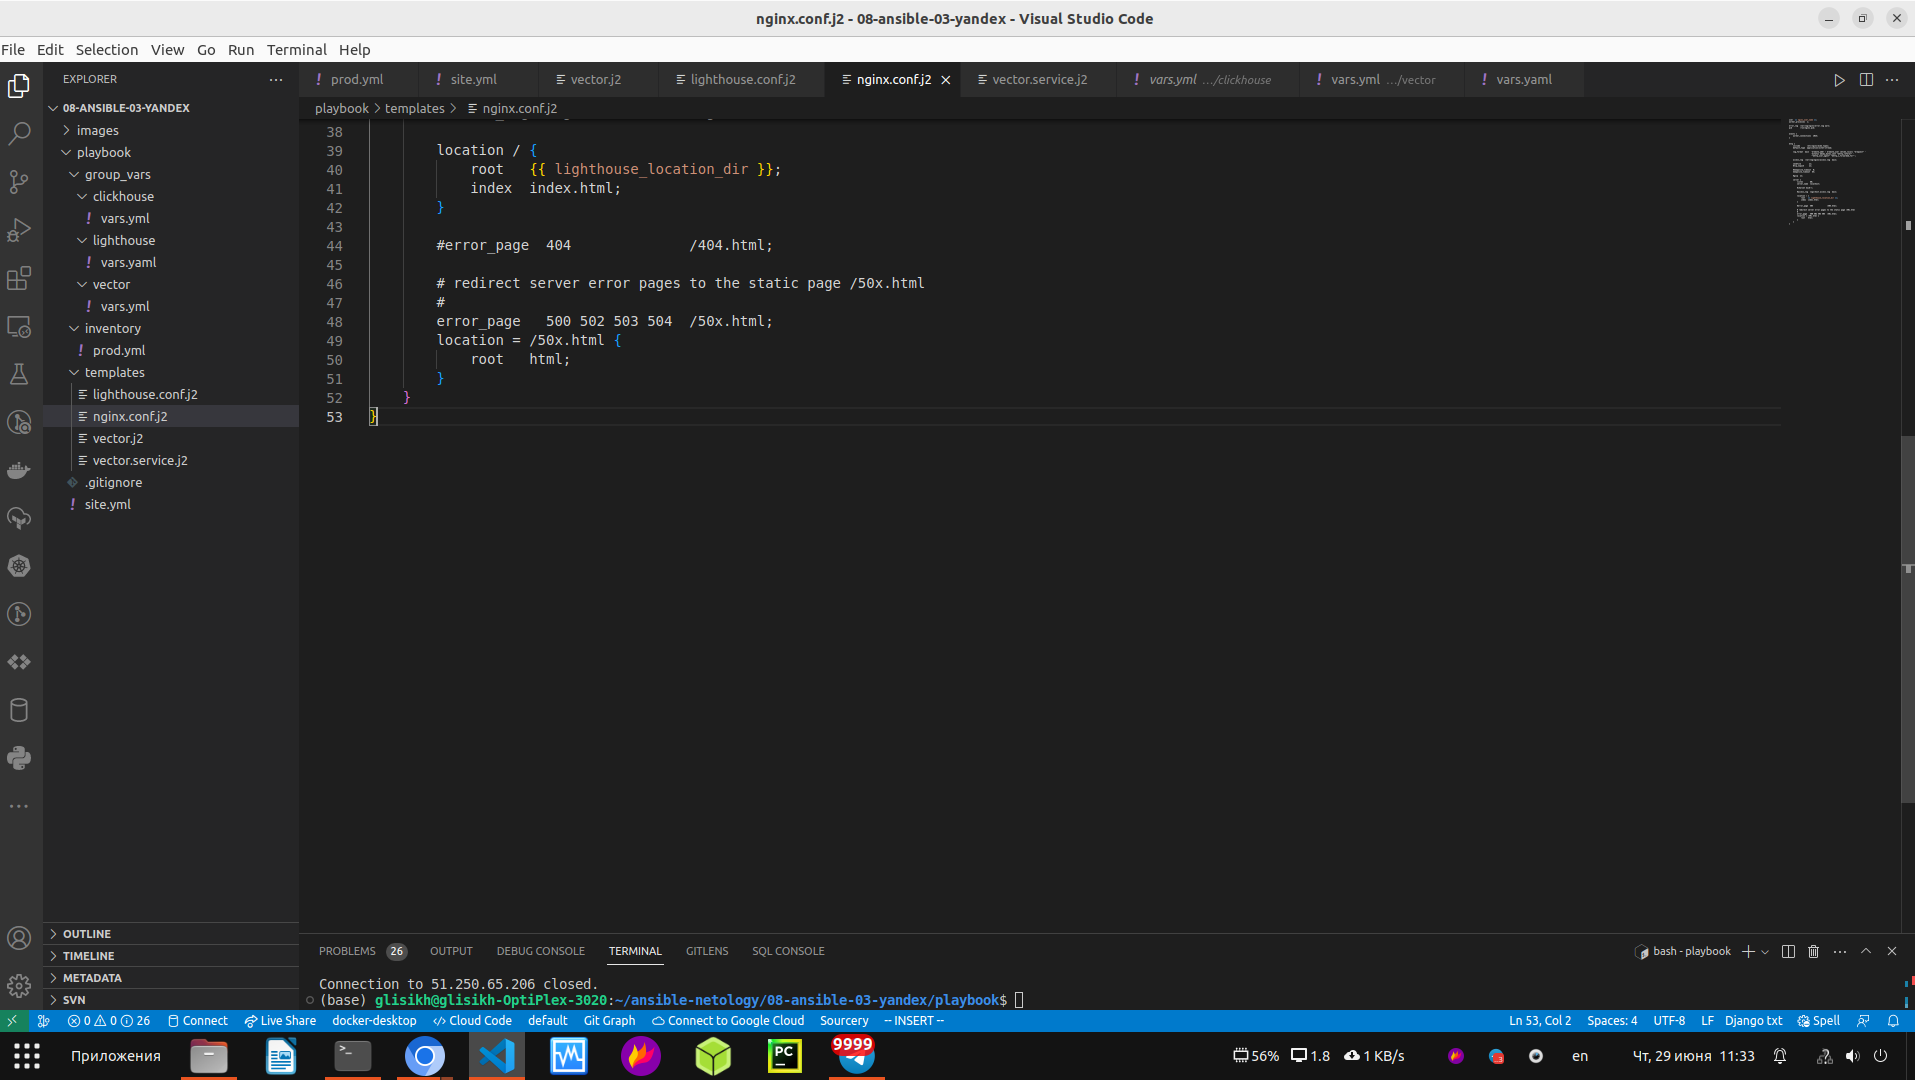 nginx.conf.j2 - 08-ansible-03-yandex - Visual Studio Code
File Edit Selection View Go Run Terminal Help
EXPLORER
prod.yml site.yml vector.j2 lighthouse.conf.j2 nginx.conf.j2 vector.service.j2 vars.yml .../clickhouse vars.yml .../vector vars.yaml
playbook > templates > nginx.conf.j2
08-ANSIBLE-03-YANDEX
images
playbook
group_vars
clickhouse
vars.yml
lighthouse
vars.yaml
vector
vars.yml
inventory
prod.yml
templates
lighthouse.conf.j2
nginx.conf.j2
vector.j2
vector.service.j2
.gitignore
site.yml
OUTLINE
TIMELINE
METADATA
SVN
38
39 location / {
40 root   {{ lighthouse_location_dir }};
41 index  index.html;
42 }
43
44 #error_page  404              /404.html;
45
46 # redirect server error pages to the static page /50x.html
47 #
48 error_page   500 502 503 504  /50x.html;
49 location = /50x.html {
50 root   html;
51 }
52 }
53 }
PROBLEMS 26 OUTPUT DEBUG CONSOLE TERMINAL GITLENS SQL CONSOLE
bash - playbook
Connection to 51.250.65.206 closed.
(base) glisikh@glisikh-OptiPlex-3020:~/ansible-netology/08-ansible-03-yandex/playbook$
0 0 26 Connect Live Share docker-desktop Cloud Code default Git Graph Connect to Google Cloud Sourcery -- INSERT -- Ln 53, Col 2 Spaces: 4 UTF-8 LF Django txt Spell
Приложения
PC
9999
56% 1.8 1 KB/s en Чт, 29 июня 11:33